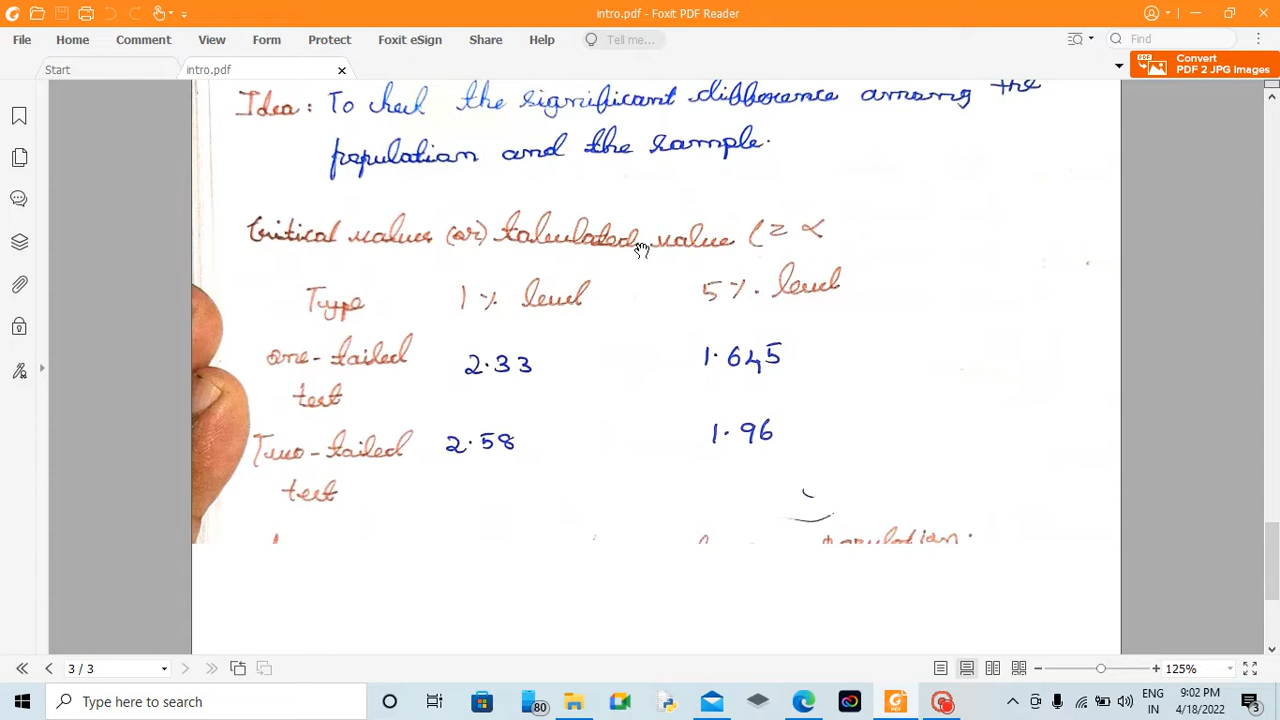 intro.pdf - Foxit PDF Reader
File Home Comment View Form Protect Foxit eSign Share Help Tell me... Find
Start intro.pdf Convert PDF 2 JPG Images
Idea: To check the significant difference among the
population and the sample.
Critical values (or) talculated value (z α
Type 1% level 5%. level
one-tailed test 2.33 1.645
Two-tailed test 2.58 1.96
population.
3 / 3 125%
Type here to search 80 ENG IN 9:02 PM 4/18/2022 3